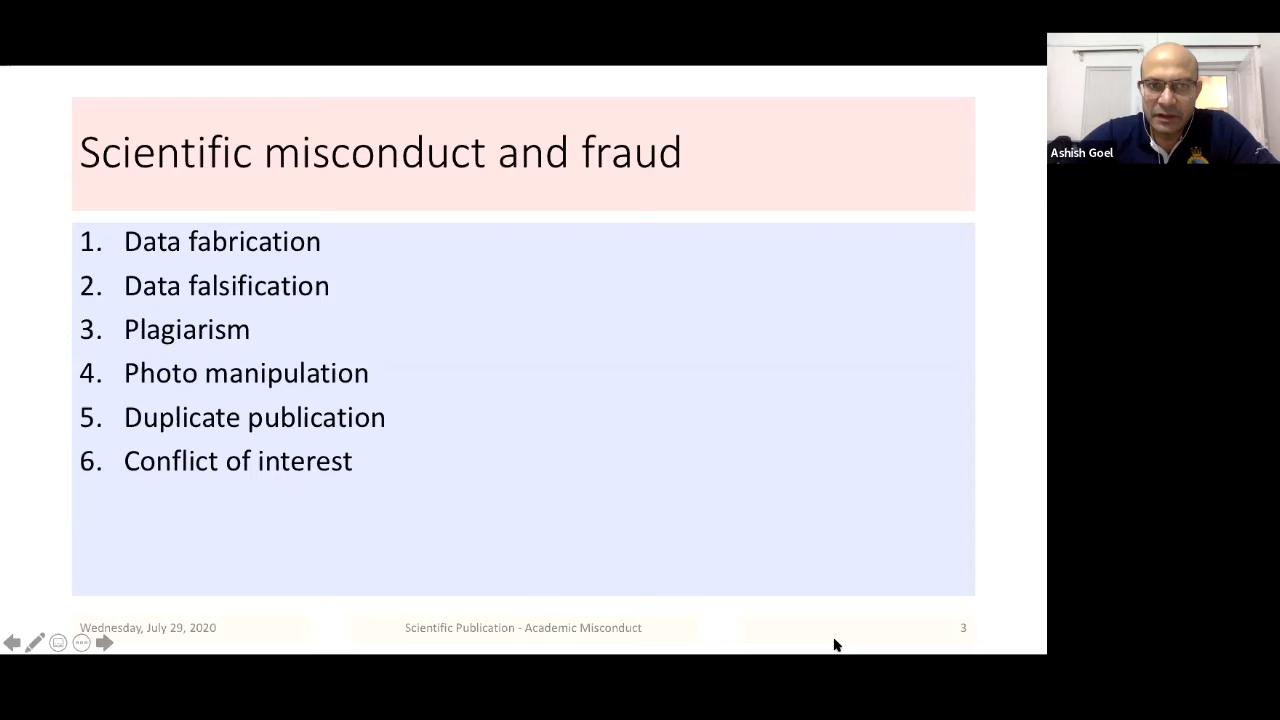 Scientific misconduct and fraud
1. Data fabrication
2. Data falsification
3. Plagiarism
4. Photo manipulation
5. Duplicate publication
6. Conflict of interest
Wednesday, July 29, 2020
Scientific Publication - Academic Misconduct
3
Ashish Goel